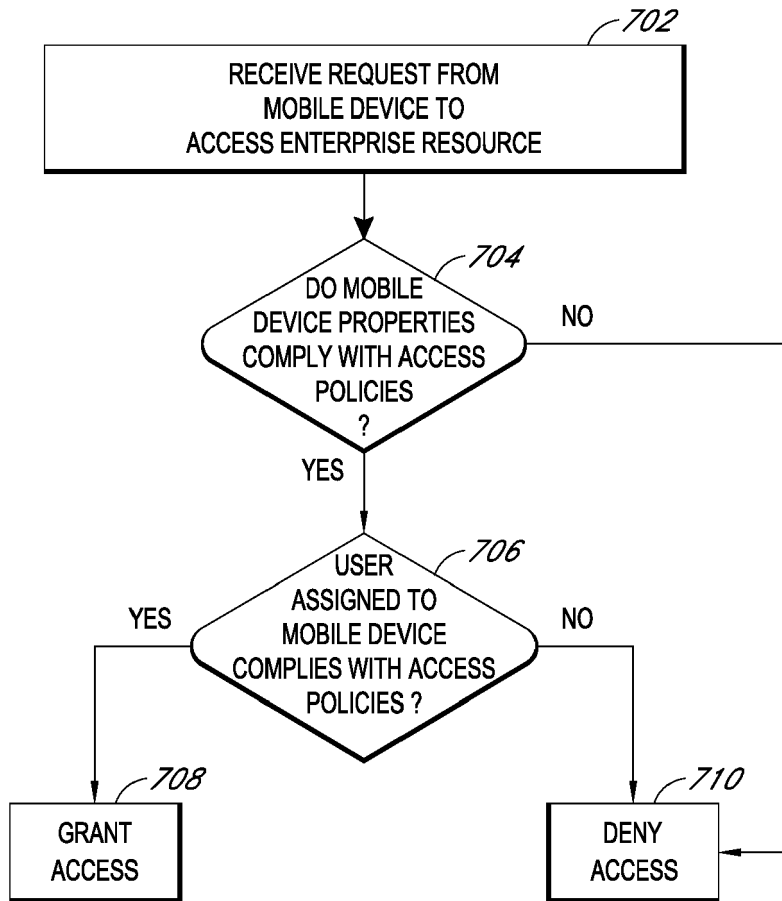 702
RECEIVE REQUEST FROM
MOBILE DEVICE TO
ACCESS ENTERPRISE RESOURCE
704
DO MOBILE
DEVICE PROPERTIES
COMPLY WITH ACCESS
POLICIES
?
NO
YES
706
USER
ASSIGNED TO
MOBILE DEVICE
COMPLIES WITH ACCESS
POLICIES ?
YES
NO
708
GRANT
ACCESS
710
DENY
ACCESS